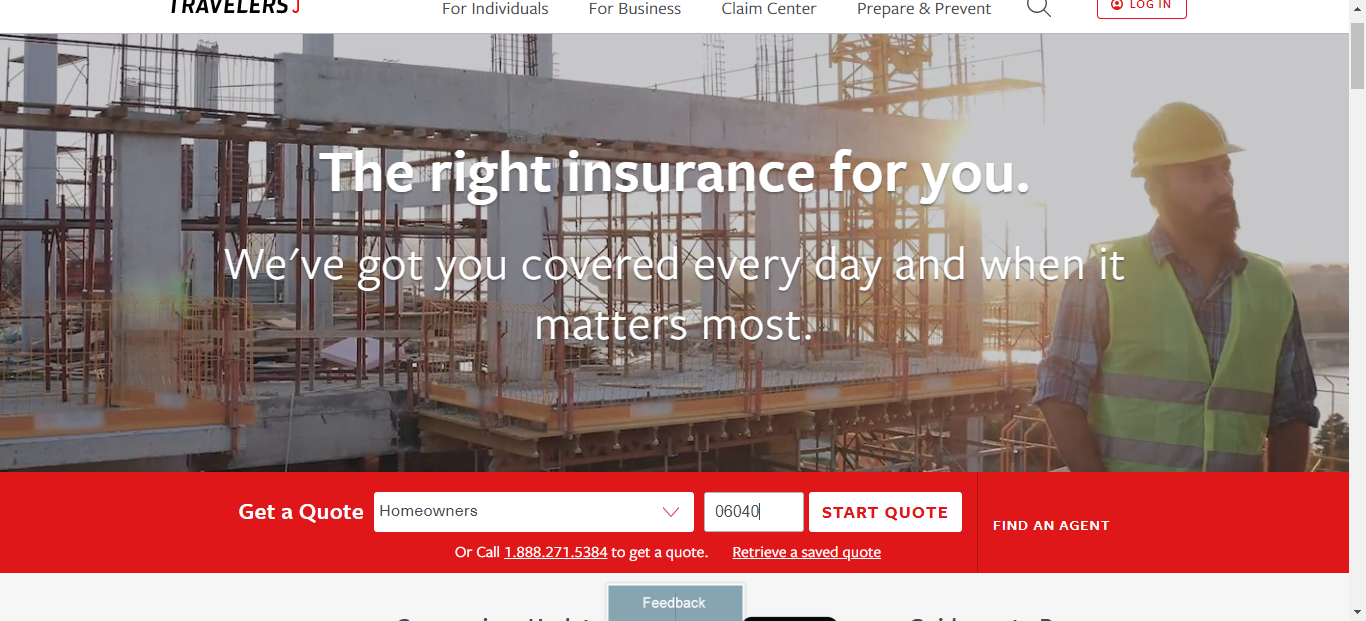 TRAVELERS
For Individuals
For Business
Claim Center
Prepare & Prevent
LOG IN
The right insurance for you.
We've got you covered every day and when it
matters most.
Get a Quote
Homeowners
06040
START QUOTE
FIND AN AGENT
Or Call 1.888.271.5384 to get a quote.
Retrieve a saved quote
Feedback